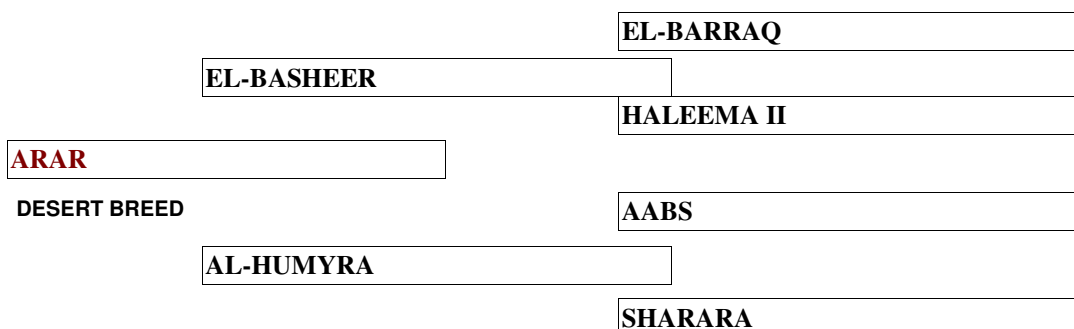 EL-BARRAQ
EL-BASHEER
HALEEMA II
ARAR
DESERT BREED
AABS
AL-HUMYRA
SHARARA